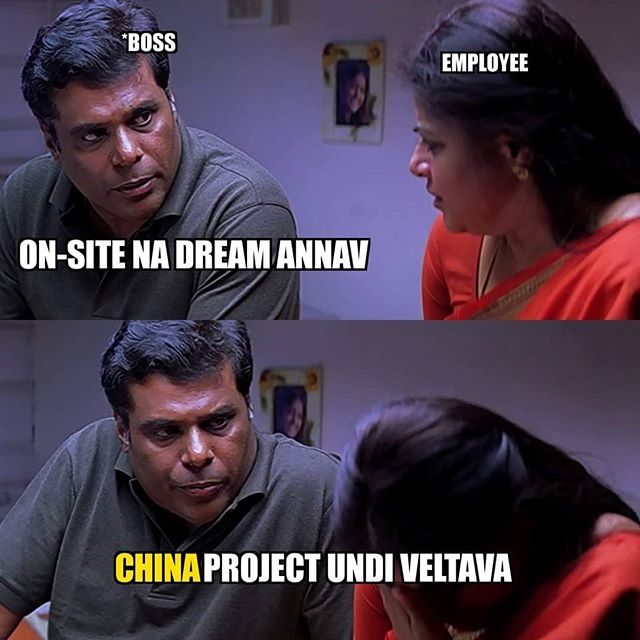 *BOSS
EMPLOYEE
ON-SITE NA DREAM ANNAV
CHINA PROJECT UNDI VELTAVA